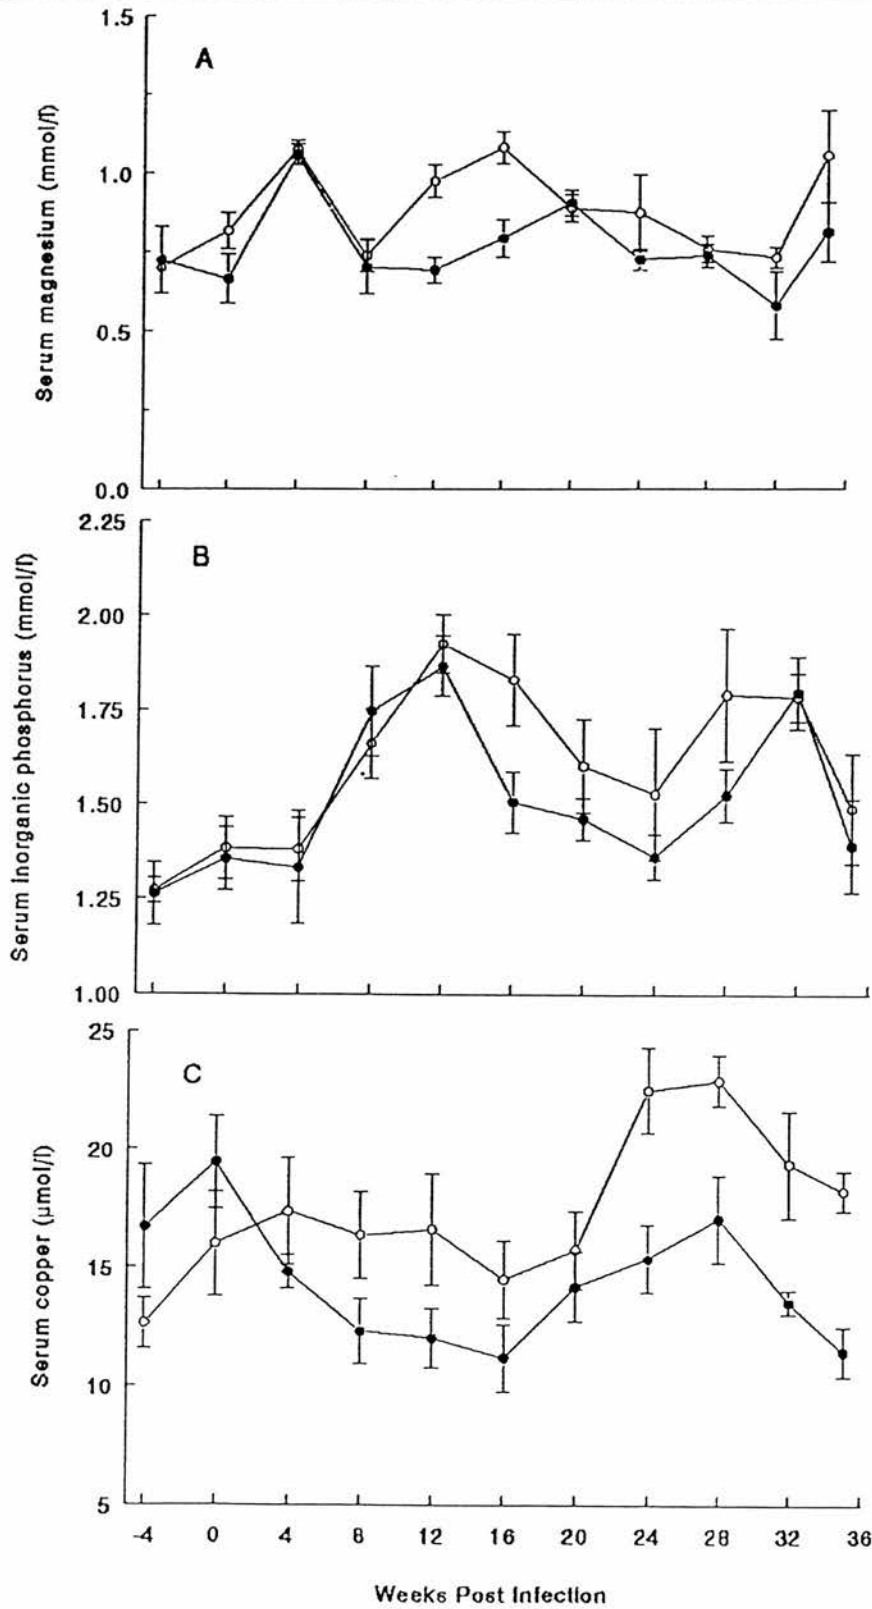 A
Serum magnesium (mmol/l)
1.5
1.0
0.5
0.0
B
Serum inorganic phosphorus (mmol/l)
2.25
2.00
1.75
1.50
1.25
1.00
C
Serum copper (μmol/l)
25
20
15
10
5
-4 0 4 8 12 16 20 24 28 32 36
Weeks Post Infection